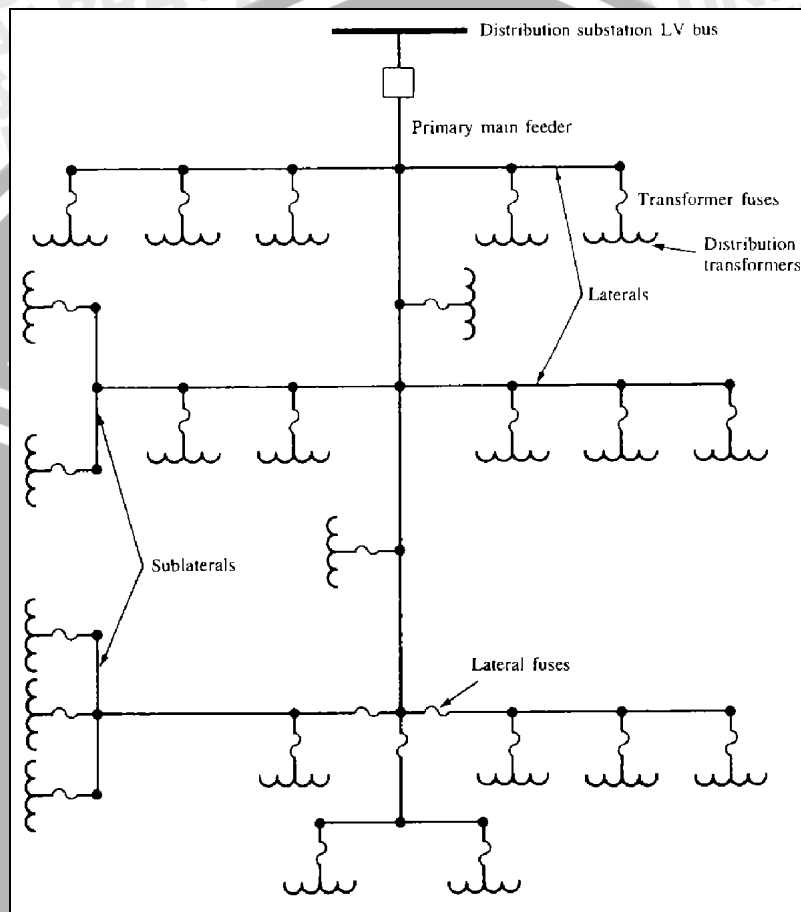 Distribution substation LV bus
Primary main feeder
Transformer fuses
Distribution
transformers
Laterals
Sublaterals
Lateral fuses